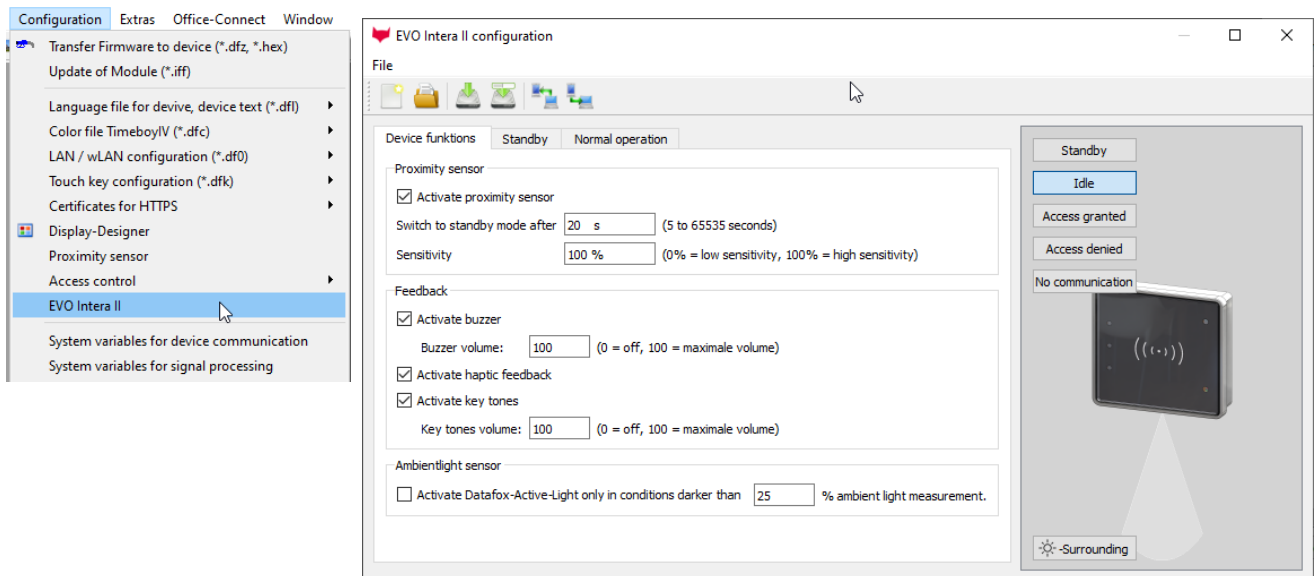 Configuration Extras Office-Connect Window
Transfer Firmware to device (*.dfz, *.hex)
Update of Module (*.iff)
Language file for devive, device text (*.dfl)
Color file TimeboyIV (*.dfc)
LAN / wLAN configuration (*.df0)
Touch key configuration (*.dfk)
Certificates for HTTPS
Display-Designer
Proximity sensor
Access control
EVO Intera II
System variables for device communication
System variables for signal processing
EVO Intera II configuration
File
Device funktions Standby Normal operation
Proximity sensor
Activate proximity sensor
Switch to standby mode after 20 s (5 to 65535 seconds)
Sensitivity 100 % (0% = low sensitivity, 100% = high sensitivity)
Feedback
Activate buzzer
Buzzer volume: 100 (0 = off, 100 = maximale volume)
Activate haptic feedback
Activate key tones
Key tones volume: 100 (0 = off, 100 = maximale volume)
Ambientlight sensor
Activate Datafox-Active-Light only in conditions darker than 25 % ambient light measurement.
Standby
Idle
Access granted
Access denied
No communication
-Surrounding